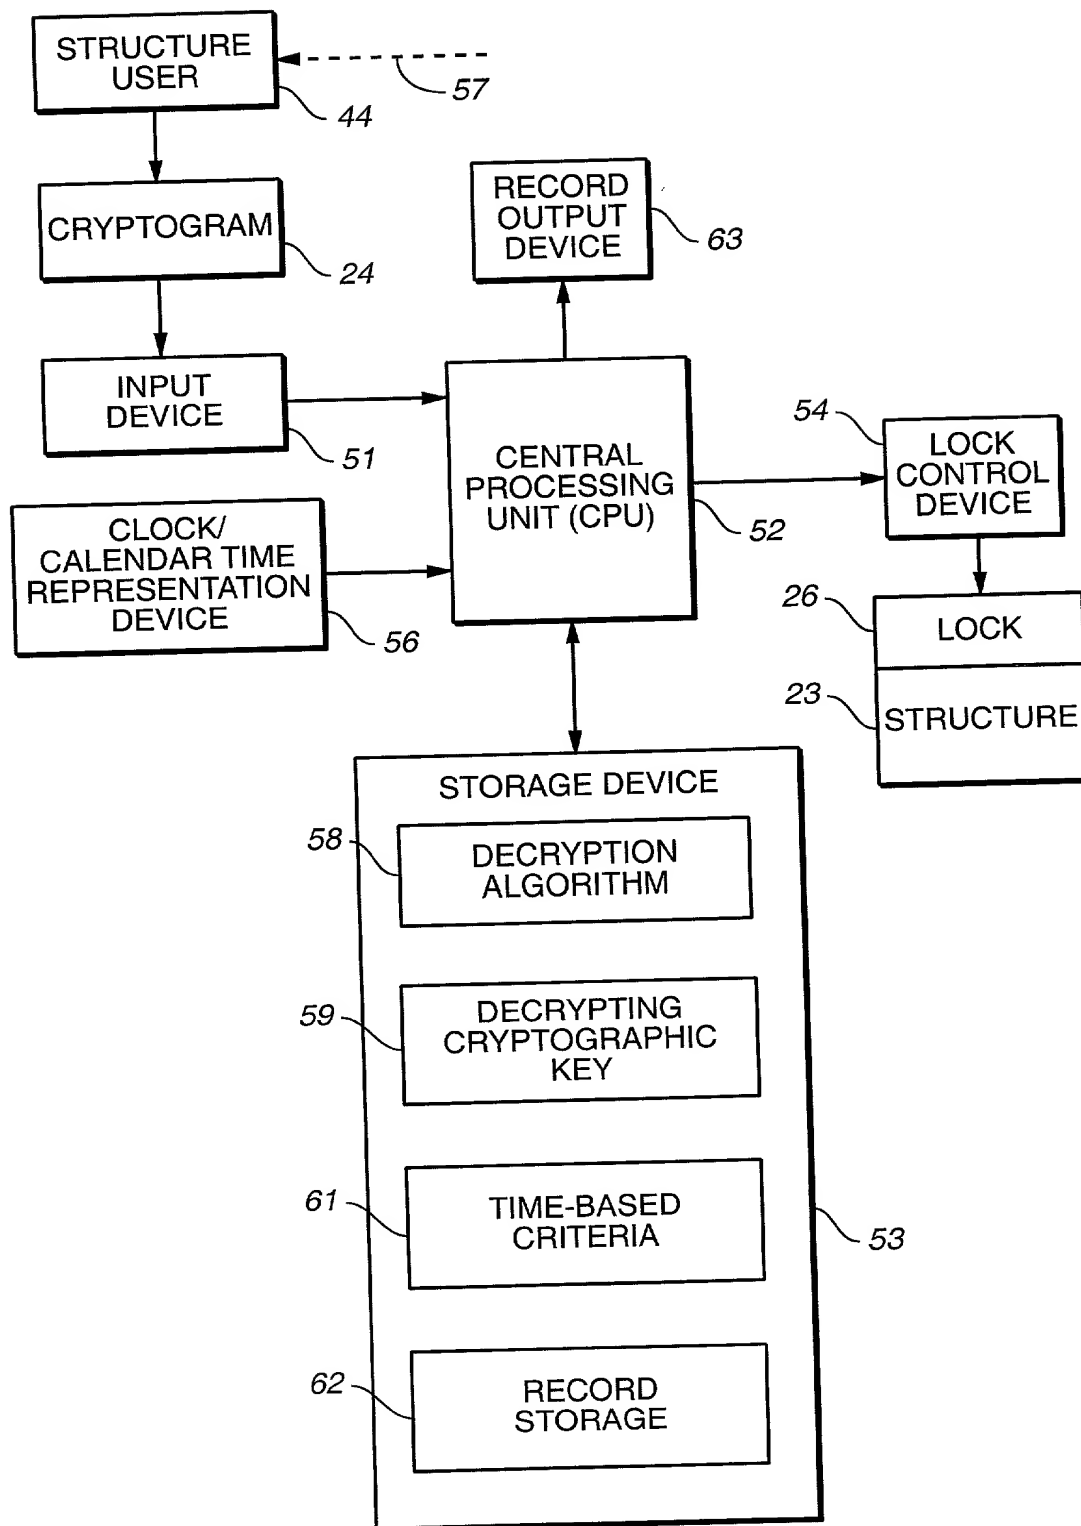 STRUCTURE
USER
57
44
CRYPTOGRAM
24
INPUT
DEVICE
51
CLOCK/
CALENDAR TIME
REPRESENTATION
DEVICE
56
RECORD
OUTPUT
DEVICE
63
CENTRAL
PROCESSING
UNIT (CPU)
52
54
LOCK
CONTROL
DEVICE
26
LOCK
23
STRUCTURE
STORAGE DEVICE
58
DECRYPTION
ALGORITHM
59
DECRYPTING
CRYPTOGRAPHIC
KEY
61
TIME-BASED
CRITERIA
53
62
RECORD
STORAGE